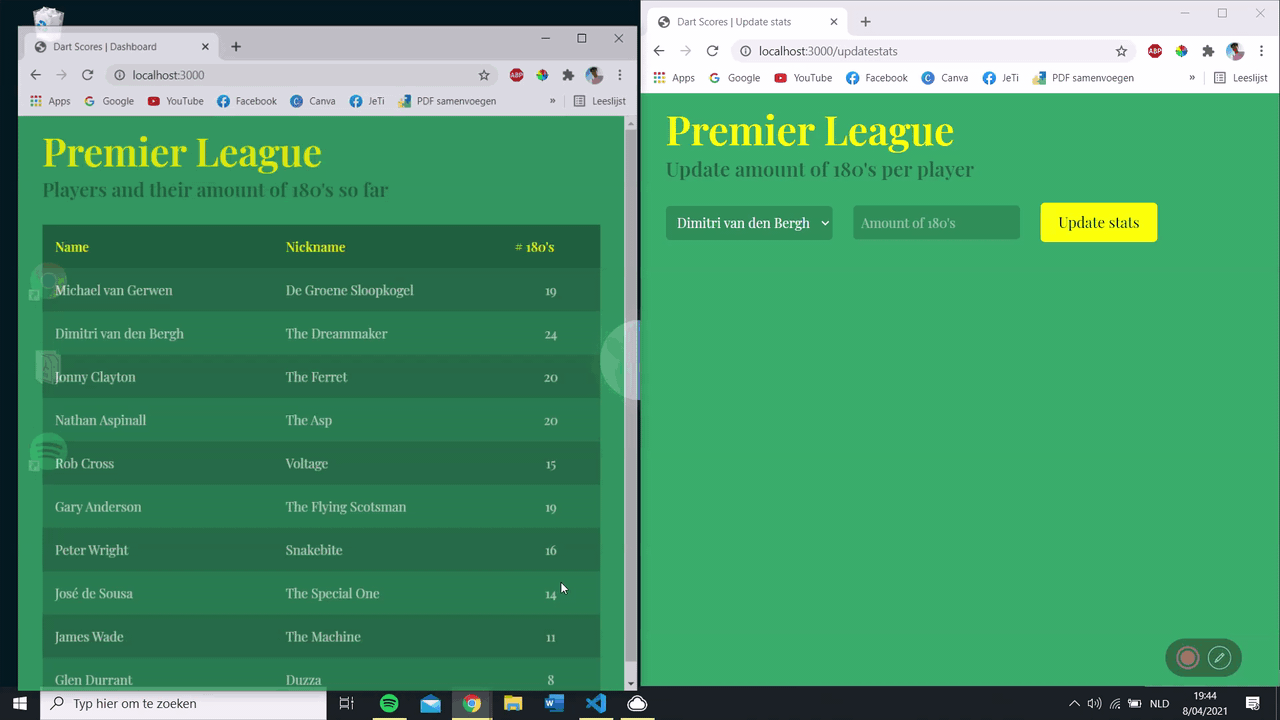 Dart Scores | Dashboard
localhost:3000
Apps Google YouTube Facebook Canva JeTi PDF samenvoegen » Leeslijst
Premier League
Players and their amount of 180's so far
Name Nickname # 180's
Michael van Gerwen De Groene Sloopkogel 19
Dimitri van den Bergh The Dreammaker 24
Jonny Clayton The Ferret 20
Nathan Aspinall The Asp 20
Rob Cross Voltage 15
Gary Anderson The Flying Scotsman 19
Peter Wright Snakebite 16
José de Sousa The Special One 14
James Wade The Machine 11
Glen Durrant Duzza 8
Dart Scores | Update stats
localhost:3000/updatestats
ABP
Apps Google YouTube Facebook Canva JeTi PDF samenvoegen » Leeslijst
Premier League
Update amount of 180's per player
Dimitri van den Bergh Amount of 180's Update stats
Typ hier om te zoeken
NLD
19:44
8/04/2021